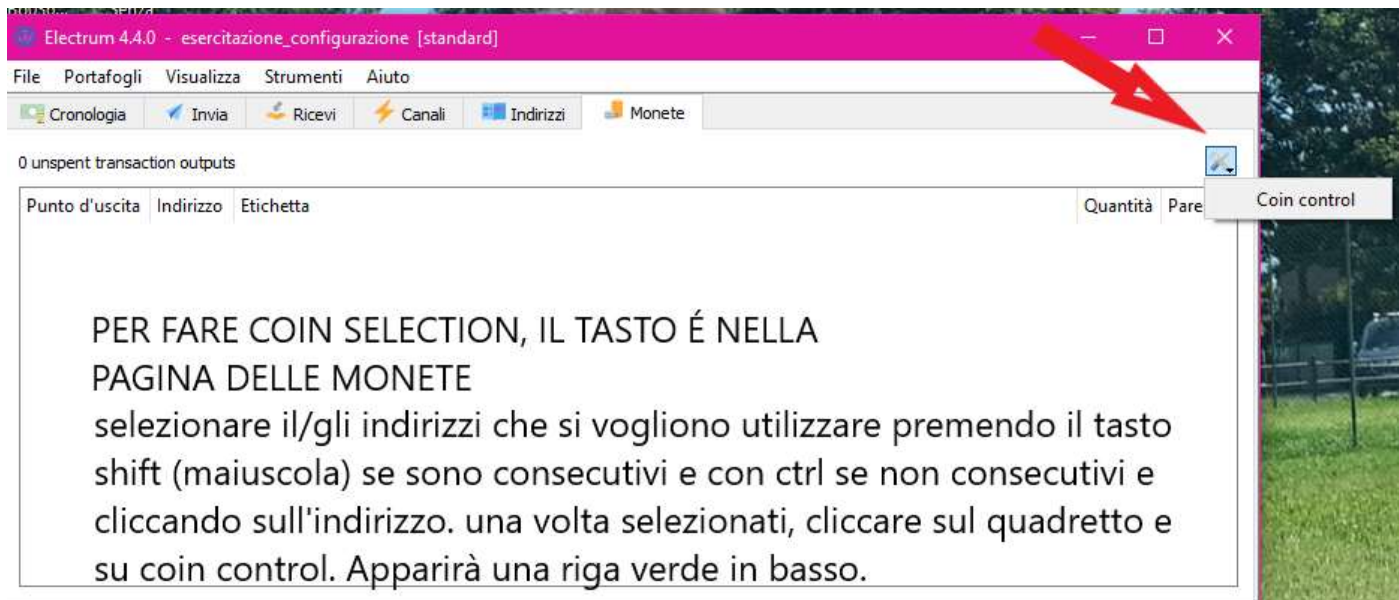 Electrum 4.4.0 - esercitazione_configurazione [standard]
File Portafogli Visualizza Strumenti Aiuto
Cronologia Invia Ricevi Canali Indirizzi Monete
0 unspent transaction outputs
Punto d'uscita Indirizzo Etichetta Quantità
Coin control
PER FARE COIN SELECTION, IL TASTO É NELLA
PAGINA DELLE MONETE
selezionare il/gli indirizzi che si vogliono utilizzare premendo il tasto
shift (maiuscola) se sono consecutivi e con ctrl se non consecutivi e
cliccando sull'indirizzo. una volta selezionati, cliccare sul quadretto e
su coin control. Apparirà una riga verde in basso.